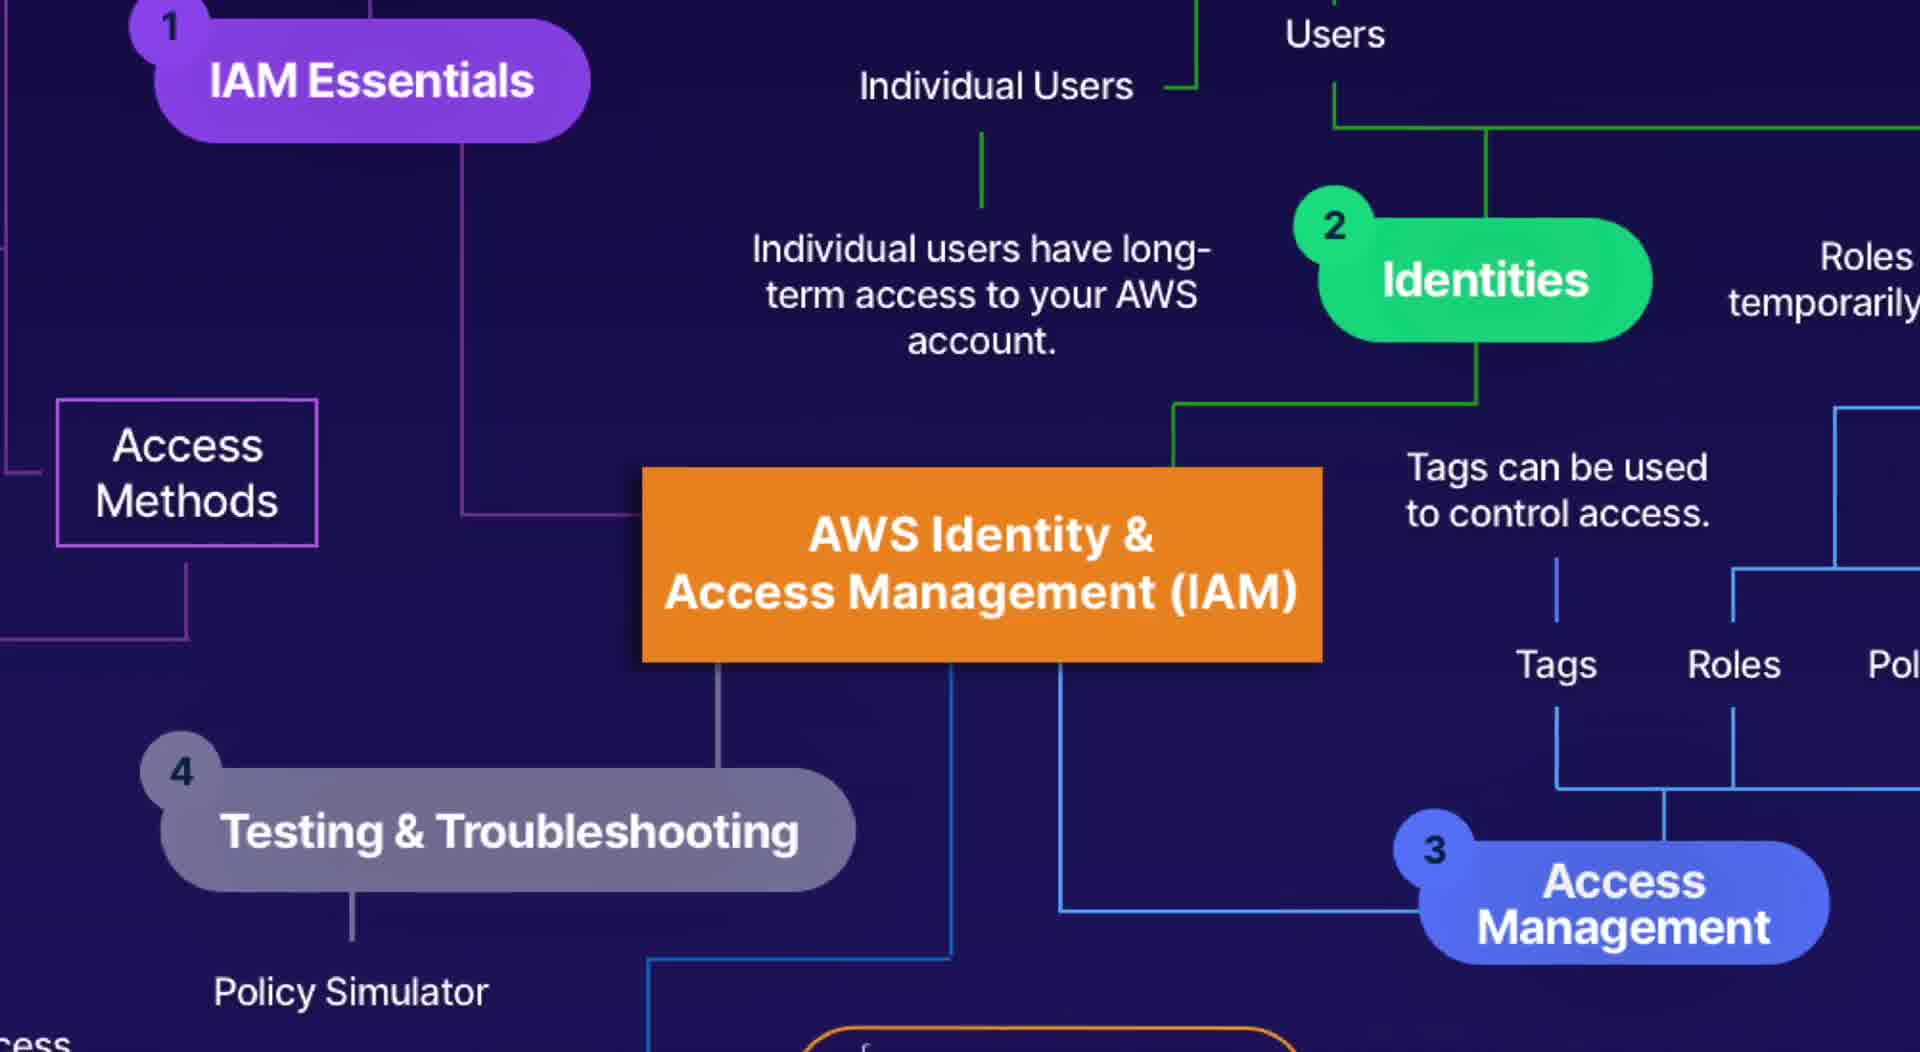 1
IAM Essentials
Users
Individual Users
2
Identities
Individual users have long-
term access to your AWS
account.
Roles
temporarily
Access
Methods
Tags can be used
to control access.
AWS Identity &
Access Management (IAM)
Tags
Roles
4
Testing & Troubleshooting
3
Access
Management
Policy Simulator